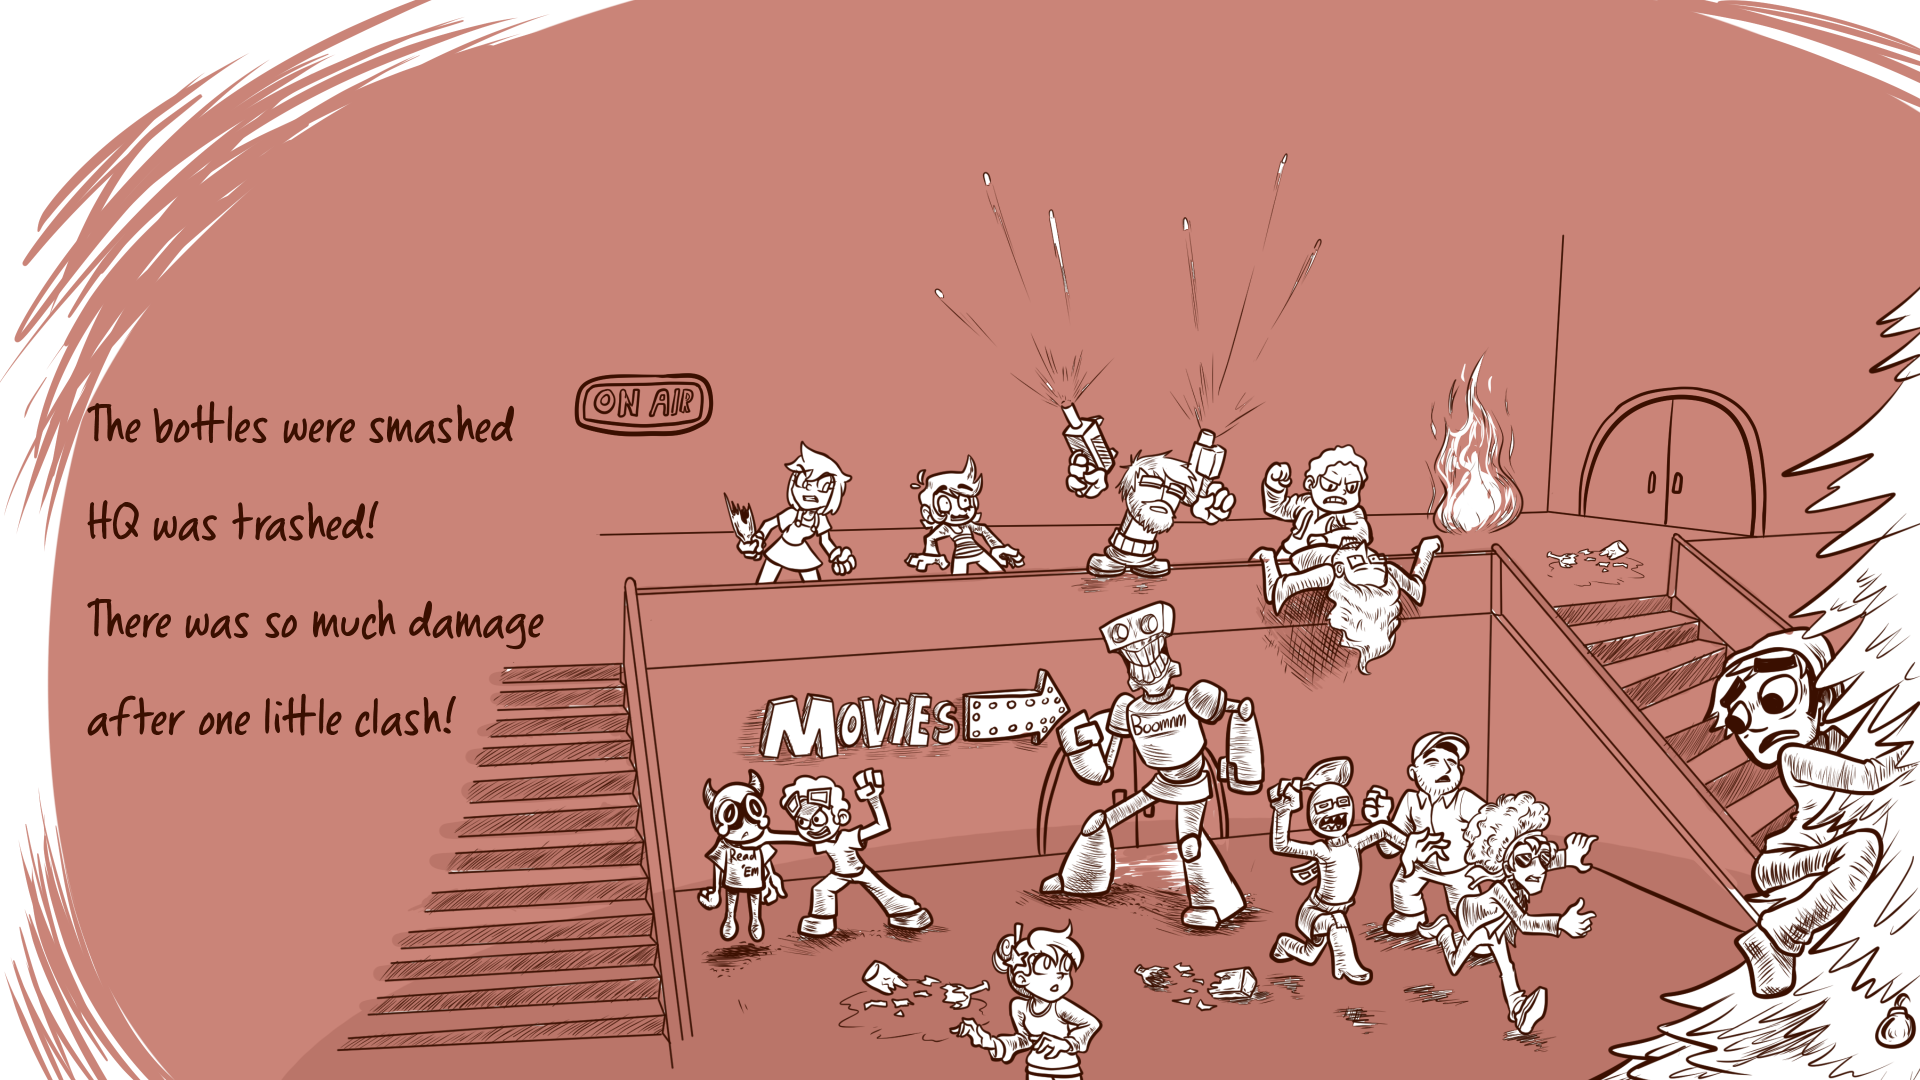 The bottles were smashed
HQ was trashed!
There was so much damage
after one little clash!
ON AIR
MOVIES
Boommm
Read
'Em